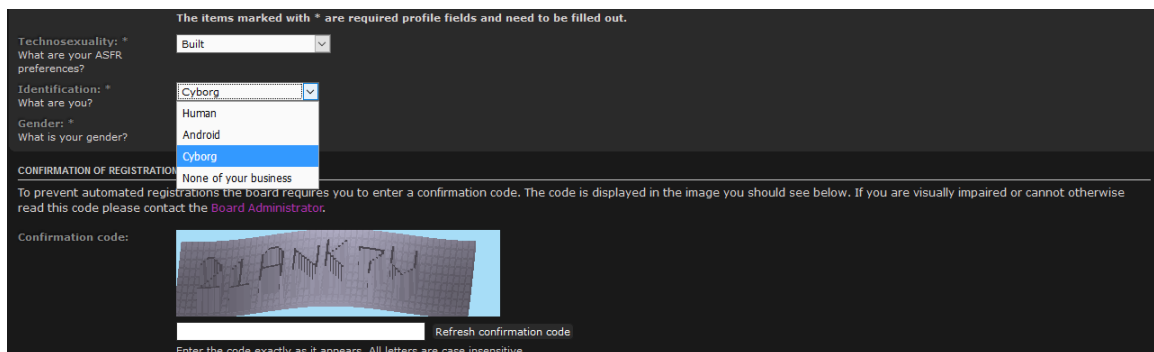 The items marked with * are required profile fields and need to be filled out.
Technosexuality: *
What are your ASFR
preferences?
Built
Identification: *
What are you?
Cyborg
Human
Android
Cyborg
None of your business
Gender: *
What is your gender?
CONFIRMATION OF REGISTRATION
To prevent automated registrations the board requires you to enter a confirmation code. The code is displayed in the image you should see below. If you are visually impaired or cannot otherwise
read this code please contact the Board Administrator.
Confirmation code:
Refresh confirmation code
Enter the code exactly as it appears. All letters are case insensitive